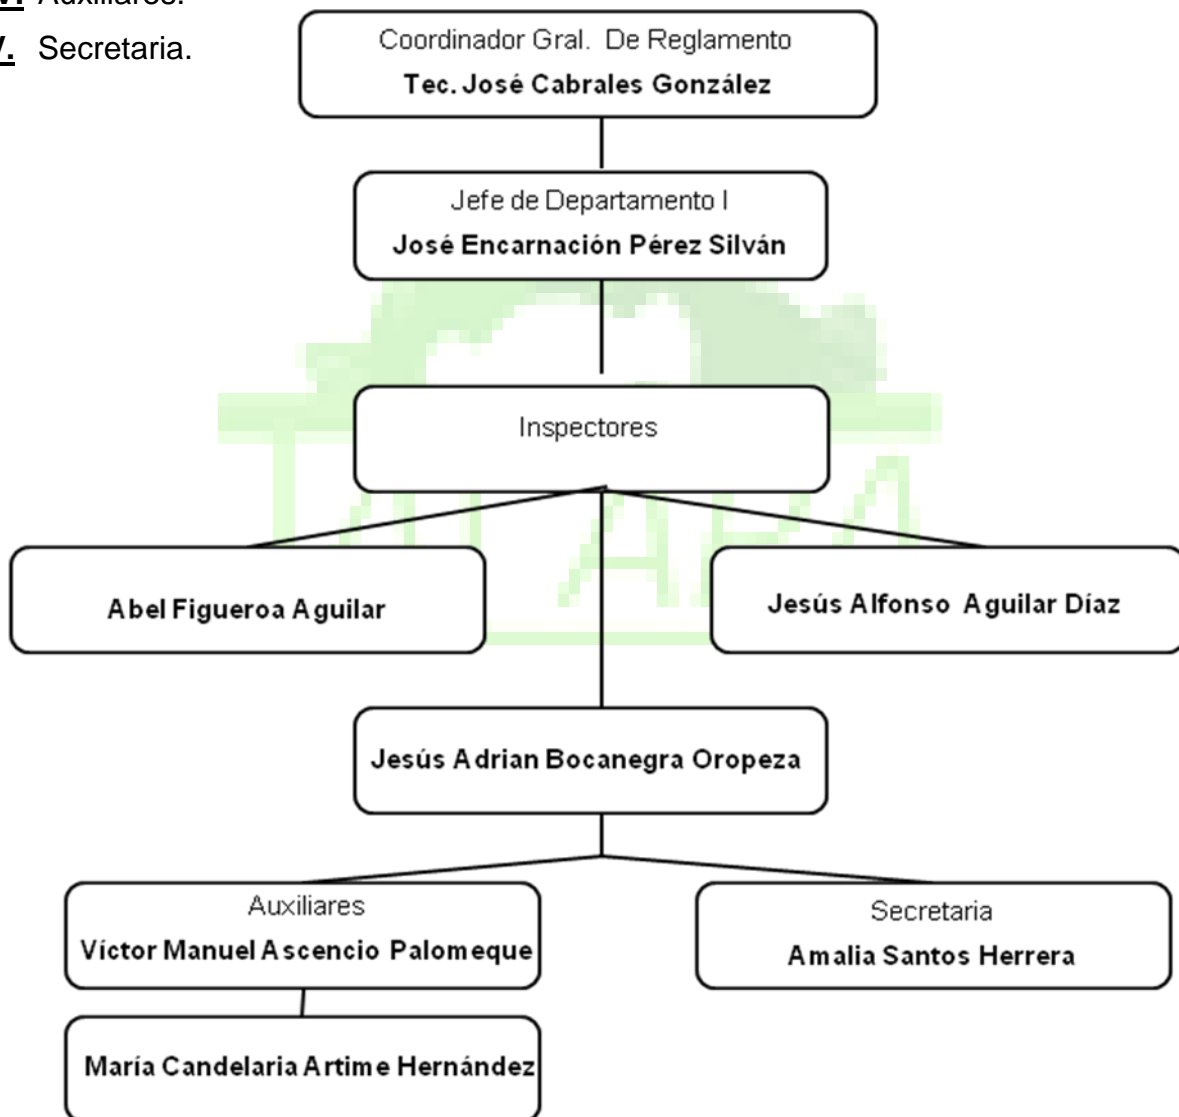 Auxiliares.
V. Secretaria.
Coordinador Gral. De Reglamento
Tec. José Cabrales González
Jefe de Departamento I
José Encarnación Pérez Silván
Inspectores
Abel Figueroa Aguilar
Jesús Alfonso Aguilar Díaz
Jesús Adrian Bocanegra Oropeza
Auxiliares
Víctor Manuel Ascencio Palomeque
Secretaria
Amalia Santos Herrera
María Candelaria Artime Hernández